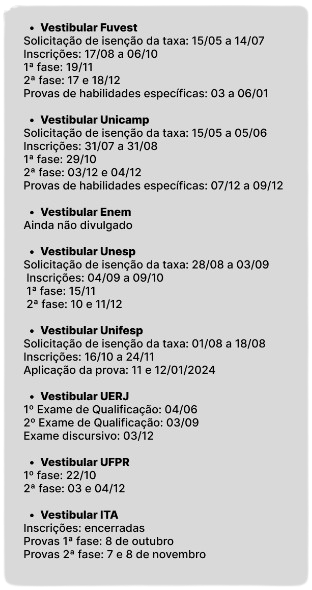 • Vestibular Fuvest
Solicitação de isenção da taxa: 15/05 a 14/07
Inscrições: 17/08 a 06/10
1ª fase: 19/11
2ª fase: 17 e 18/12
Provas de habilidades específicas: 03 a 06/01
• Vestibular Unicamp
Solicitação de isenção da taxa: 15/05 a 05/06
Inscrições: 31/07 a 31/08
1ª fase: 29/10
2ª fase: 03/12 e 04/12
Provas de habilidades específicas: 07/12 a 09/12
• Vestibular Enem
Ainda não divulgado
• Vestibular Unesp
Solicitação de isenção da taxa: 28/08 a 03/09
Inscrições: 04/09 a 09/10
1ª fase: 15/11
2ª fase: 10 e 11/12
• Vestibular Unifesp
Solicitação de isenção da taxa: 01/08 a 18/08
Inscrições: 16/10 a 24/11
Aplicação da prova: 11 e 12/01/2024
• Vestibular UERJ
1º Exame de Qualificação: 04/06
2º Exame de Qualificação: 03/09
Exame discursivo: 03/12
• Vestibular UFPR
1º fase: 22/10
2ª fase: 03 e 04/12
• Vestibular ITA
Inscrições: encerradas
Provas 1ª fase: 8 de outubro
Provas 2ª fase: 7 e 8 de novembro